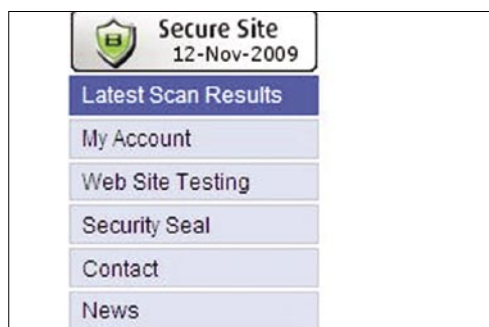 Secure Site
12-Nov-2009
Latest Scan Results
My Account
Web Site Testing
Security Seal
Contact
News